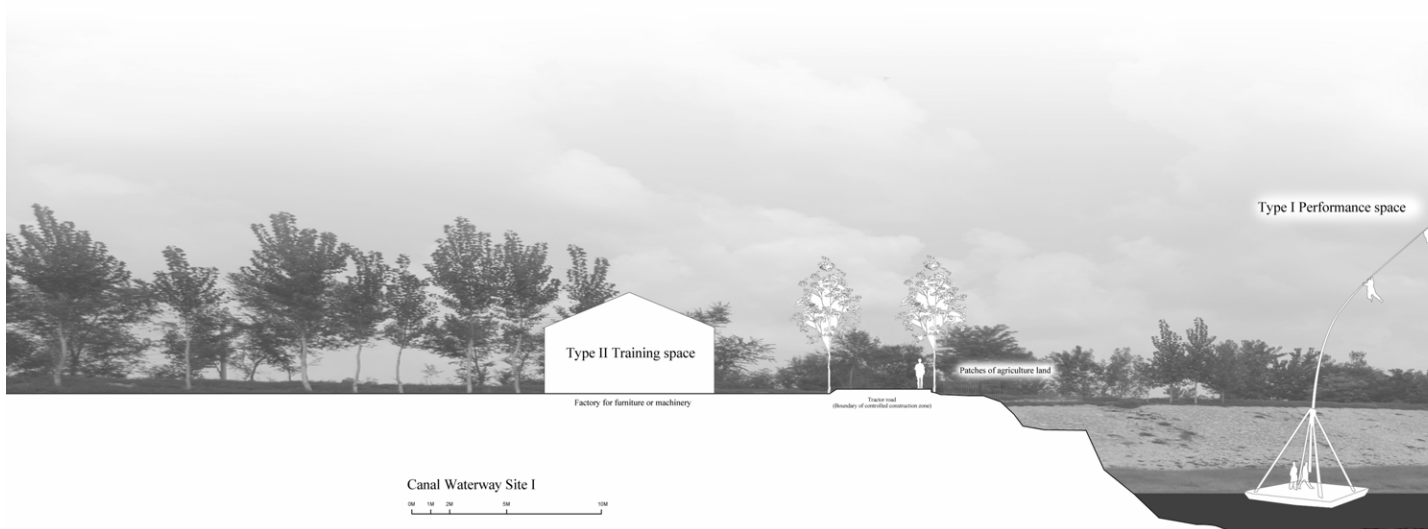 Type I Performance space
Type II Training space
Patches of agriculture land
Factory for furniture or machinery
Tractor road
(Boundary of controlled construction zone)
Canal Waterway Site I
0M 1M 2M 5M 10M